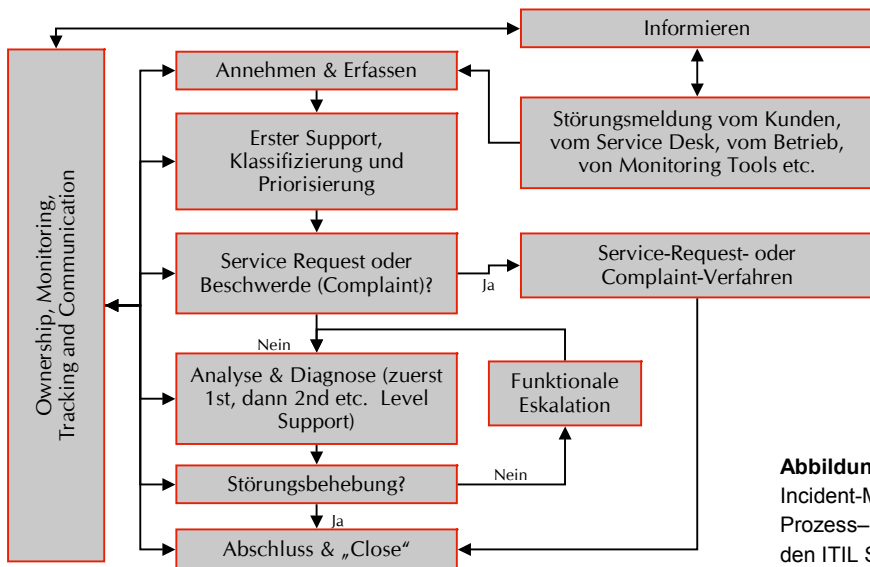 Informieren
Annehmen & Erfassen
Störungsmeldung vom Kunden,
vom Service Desk, vom Betrieb,
von Monitoring Tools etc.
Erster Support,
Klassifizierung und
Priorisierung
Ownership, Monitoring,
Tracking and Communication
Service Request oder
Beschwerde (Complaint)?
Ja
Service-Request- oder
Complaint-Verfahren
Nein
Analyse & Diagnose (zuerst
1st, dann 2nd etc. Level
Support)
Funktionale
Eskalation
Störungsbehebung?
Nein
Ja
Abschluss & „Close“
Abbildun
Incident-M
Prozess–
den ITIL S